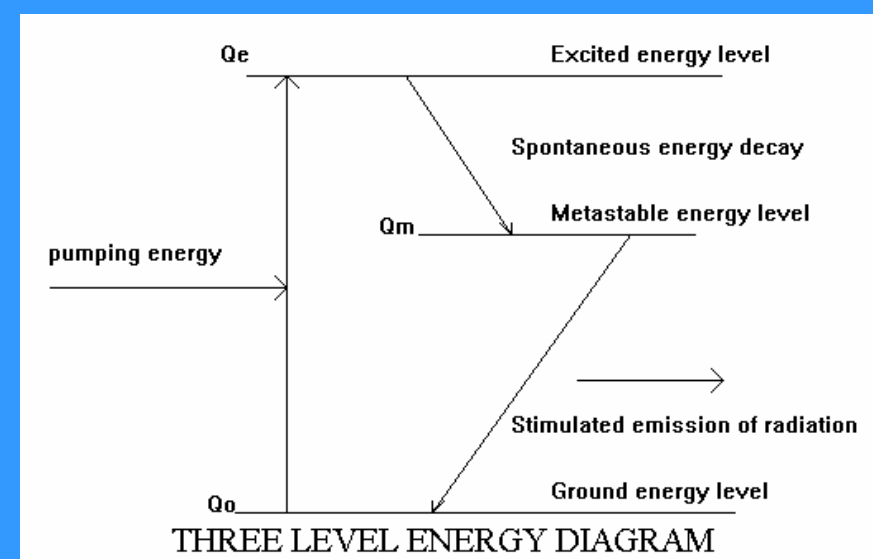 Qe Excited energy level
Spontaneous energy decay
Qm Metastable energy level
pumping energy
Stimulated emission of radiation
Qo Ground energy level
THREE LEVEL ENERGY DIAGRAM